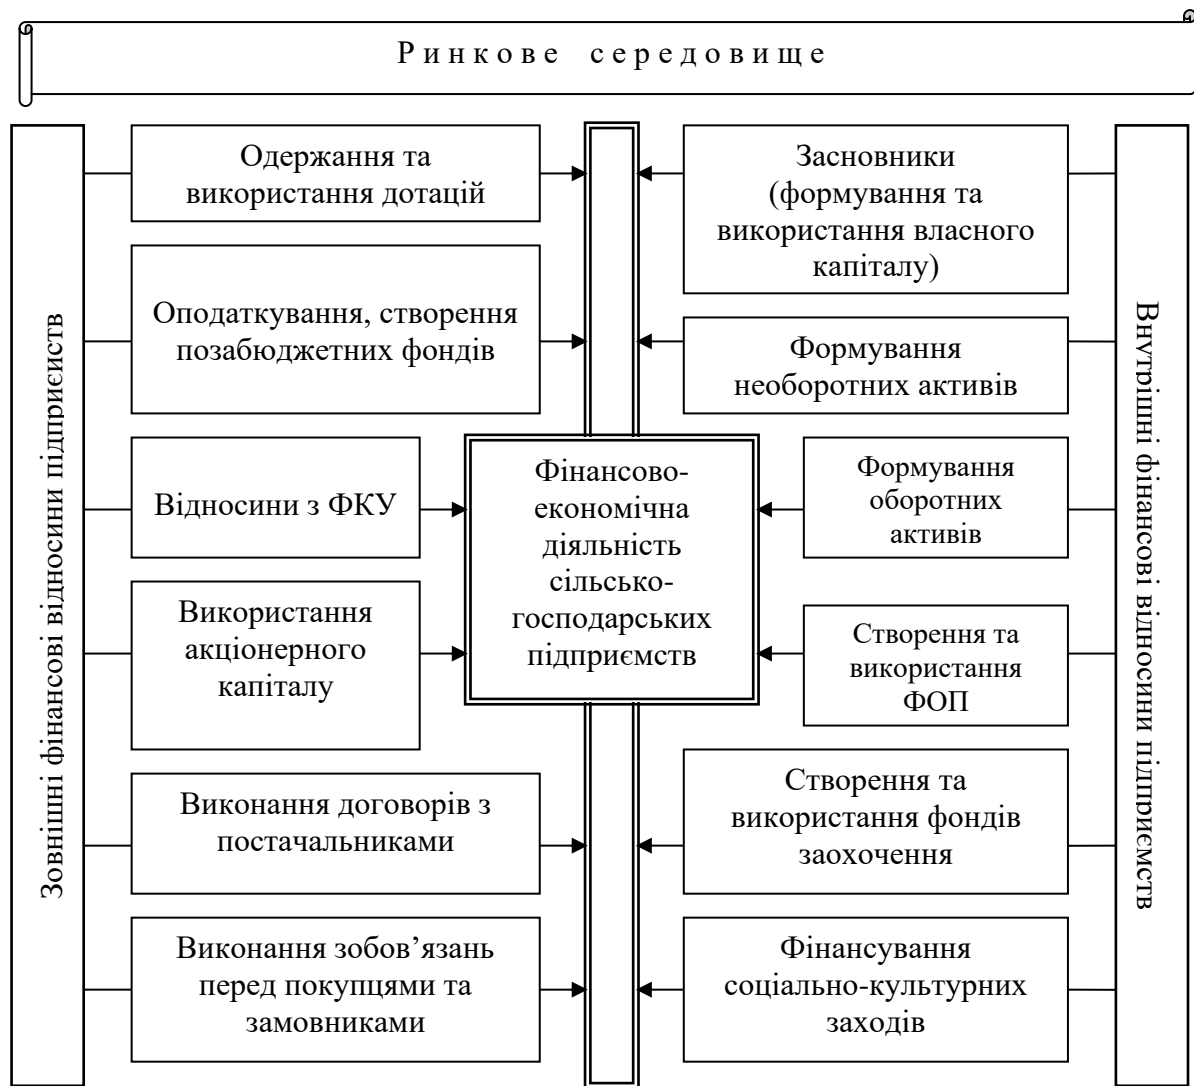 Ринкове середовище
Зовнішні фінансові відносини підприєиств
Одержання та
використання дотацій
Оподаткування, створення
позабюджетних фондів
Відносини з ФКУ
Використання
акціонерного
капіталу
Виконання договорів з
постачальниками
Виконання зобов’язань
перед покупцями та
замовниками
Фінансово-
економічна
діяльність
сільсько-
господарських
підприємств
Засновники
(формування та
використання власного
капіталу)
Формування
необоротних активів
Формування
оборотних
активів
Створення та
використання
ФОП
Створення та
використання фондів
заохочення
Фінансування
соціально-культурних
заходів
Внутрішні фінансові відносини підприємств